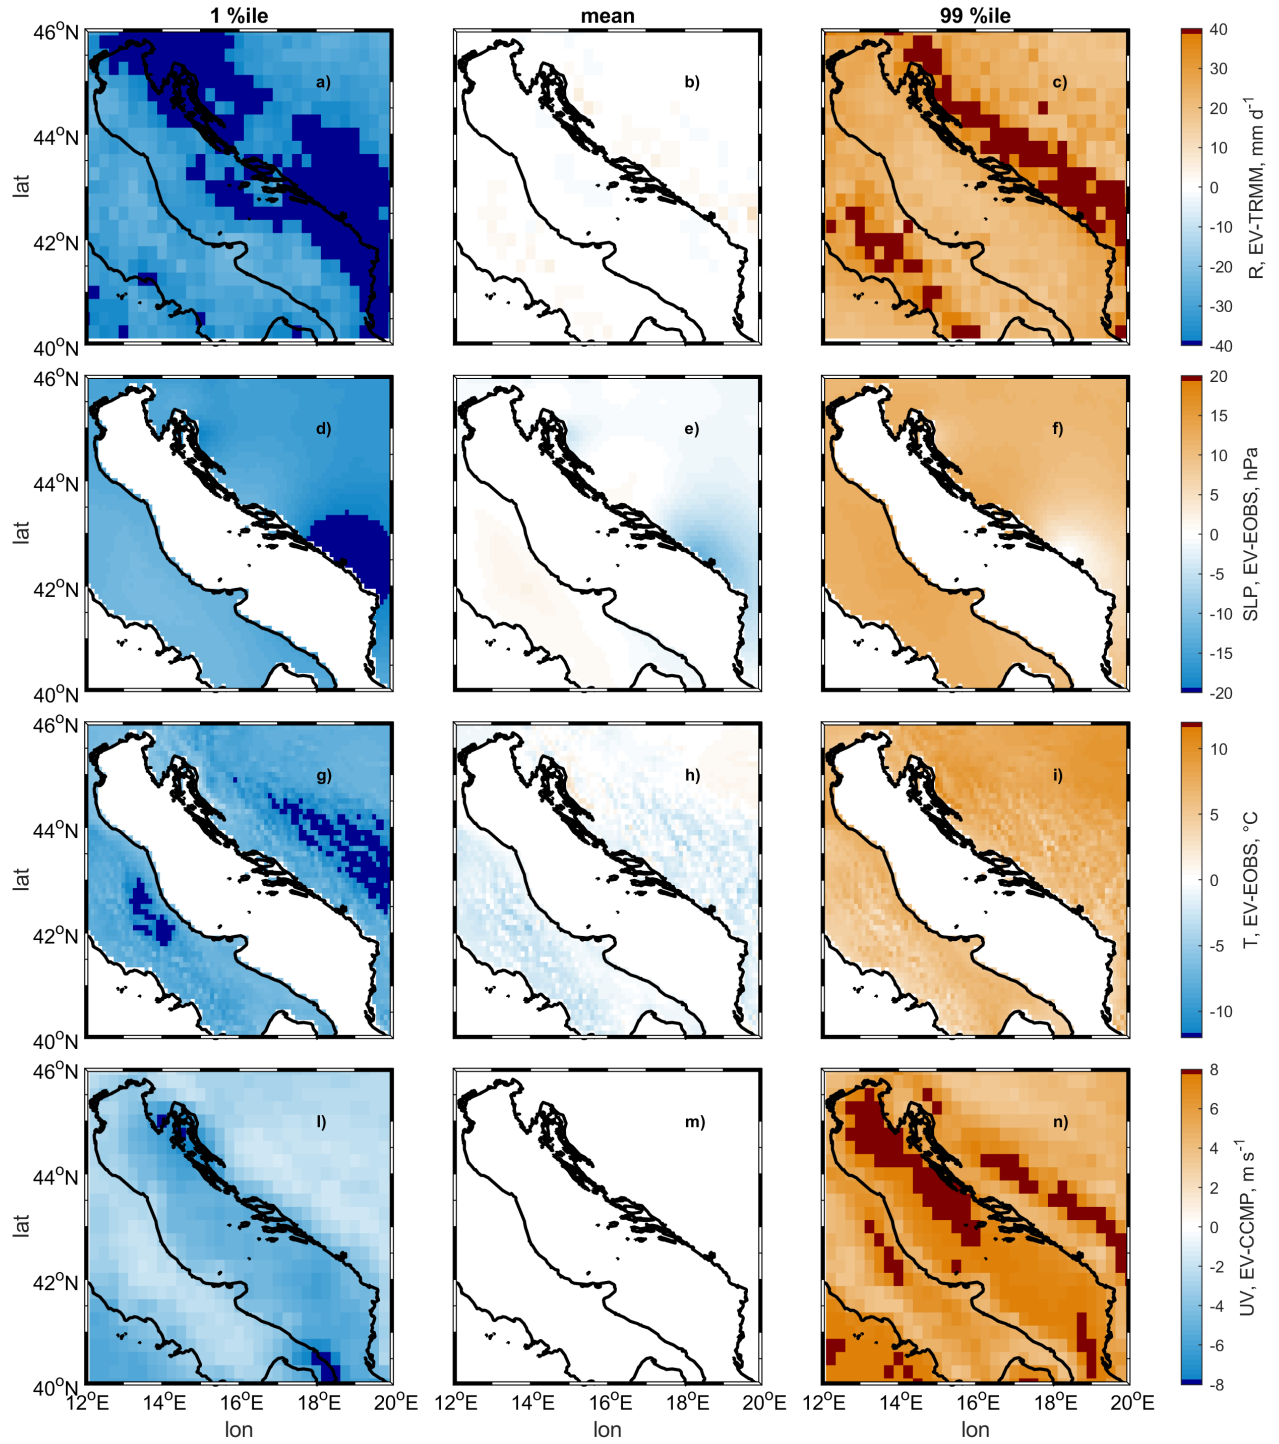 1 %ile mean 99 %ile
46°N
44°N
42°N
40°N
lat
a) b) c)
40
30
20
10
0
-10
-20
-30
-40
R, EV-TRMM, mm d-1
46°N
44°N
42°N
40°N
lat
d) e) f)
20
15
10
5
0
-5
-10
-15
-20
SLP, EV-EOBS, hPa
46°N
44°N
42°N
40°N
lat
g) h) i)
10
5
0
-5
-10
T, EV-EOBS, °C
46°N
44°N
42°N
40°N
lat
l) m) n)
8
6
4
2
0
-2
-4
-6
-8
UV, EV-CCMP, m s-1
12°E 14°E 16°E 18°E 20°E 12°E 14°E 16°E 18°E 20°E 12°E 14°E 16°E 18°E 20°E
lon lon lon